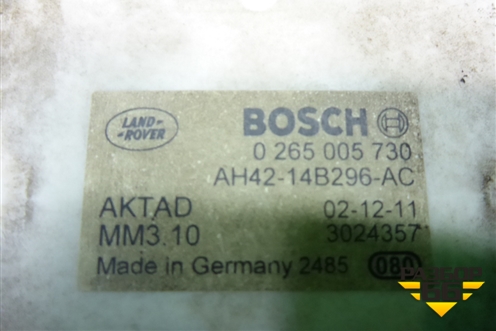 LAND-
-ROVER
BOSCH
0 265 005 730
AH42-14B296-AC
AKTAD 02-12-11
MM3.10 3024357
Made in Germany 2485 080